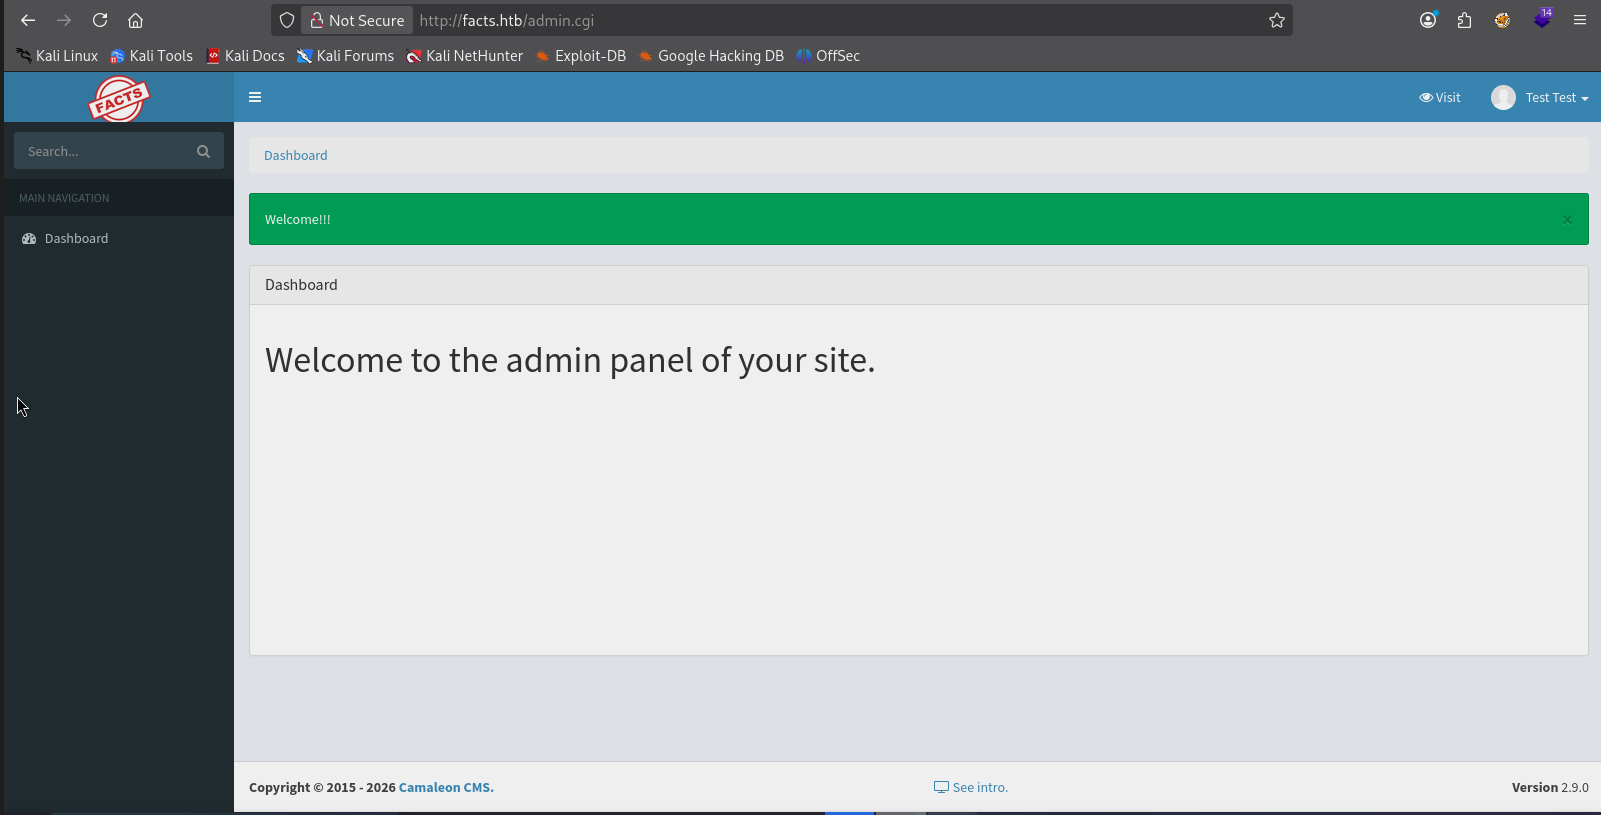 Not Secure http://facts.htb/admin.cgi 14
Kali Linux Kali Tools Kali Docs Kali Forums Kali NetHunter Exploit-DB Google Hacking DB OffSec
FACTS
Visit Test Test
Search...
MAIN NAVIGATION
Dashboard
Dashboard
Welcome!!! ×
Dashboard
Welcome to the admin panel of your site.
Copyright © 2015 - 2026 Camaleon CMS. See intro. Version 2.9.0